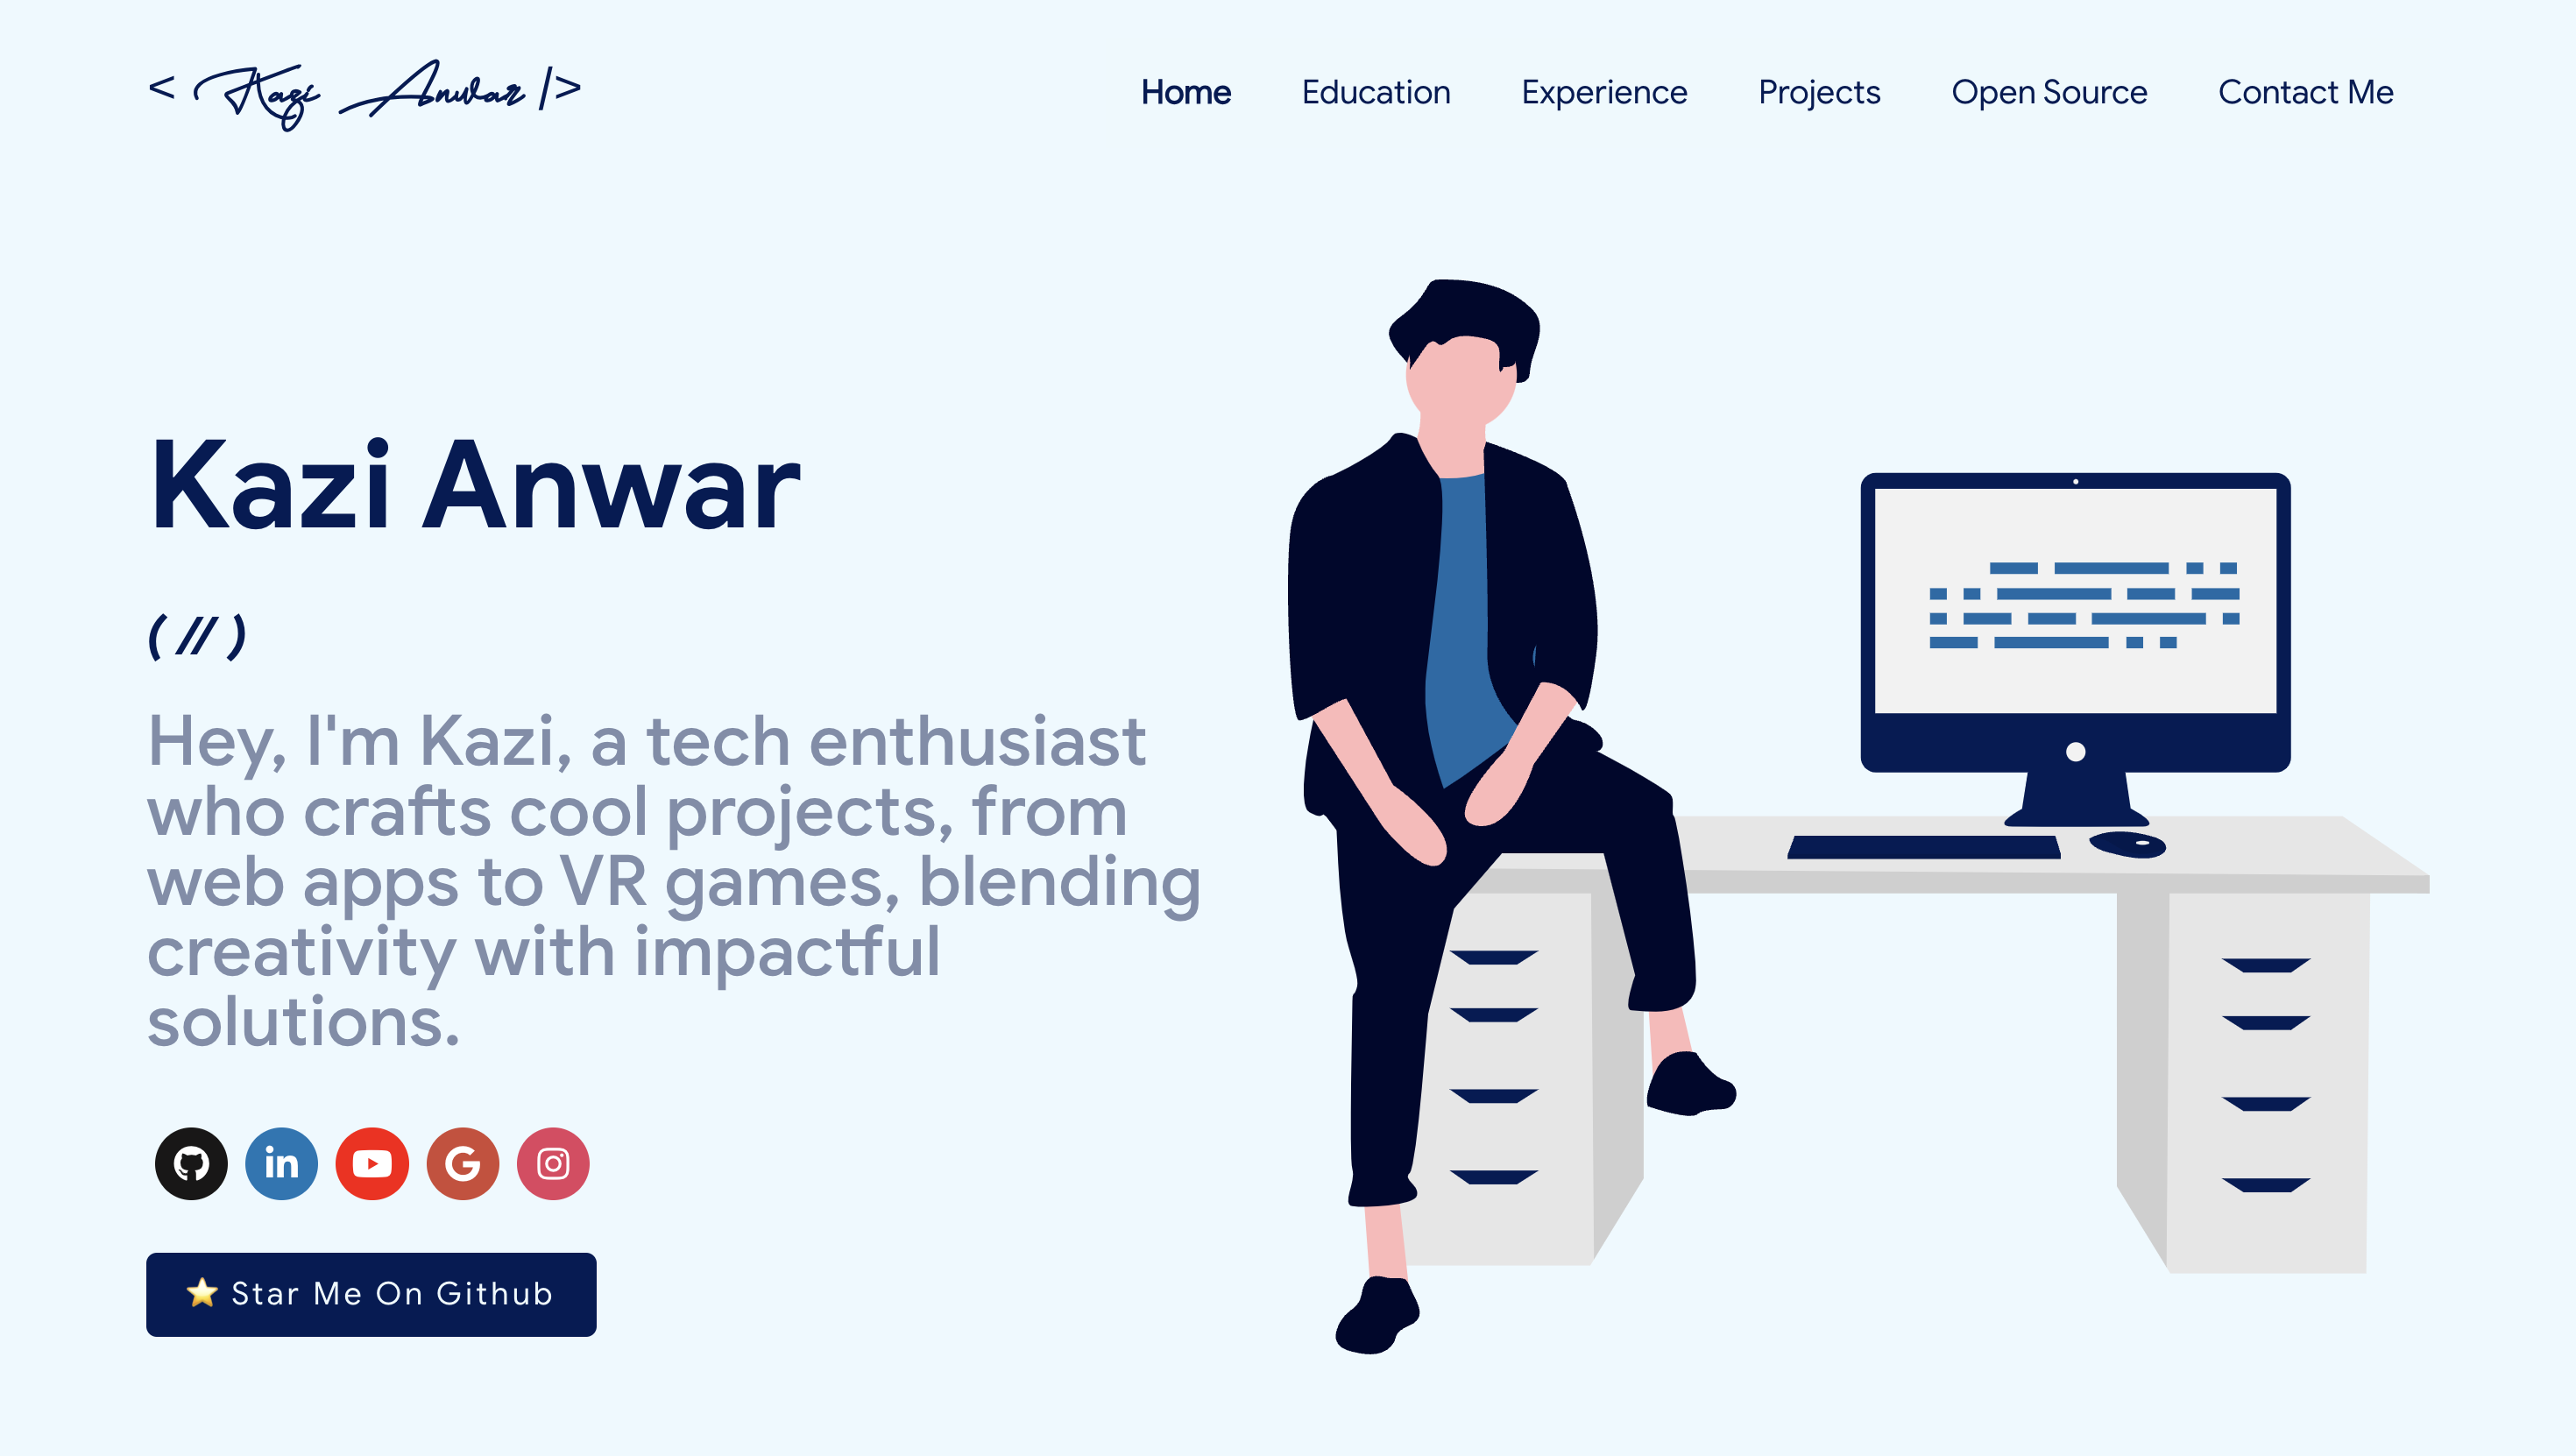 < Kazi Anwar />
Home Education Experience Projects Open Source Contact Me
Kazi Anwar
( // )
Hey, I'm Kazi, a tech enthusiast
who crafts cool projects, from
web apps to VR games, blending
creativity with impactful
solutions.
in
G
⭐ Star Me On Github